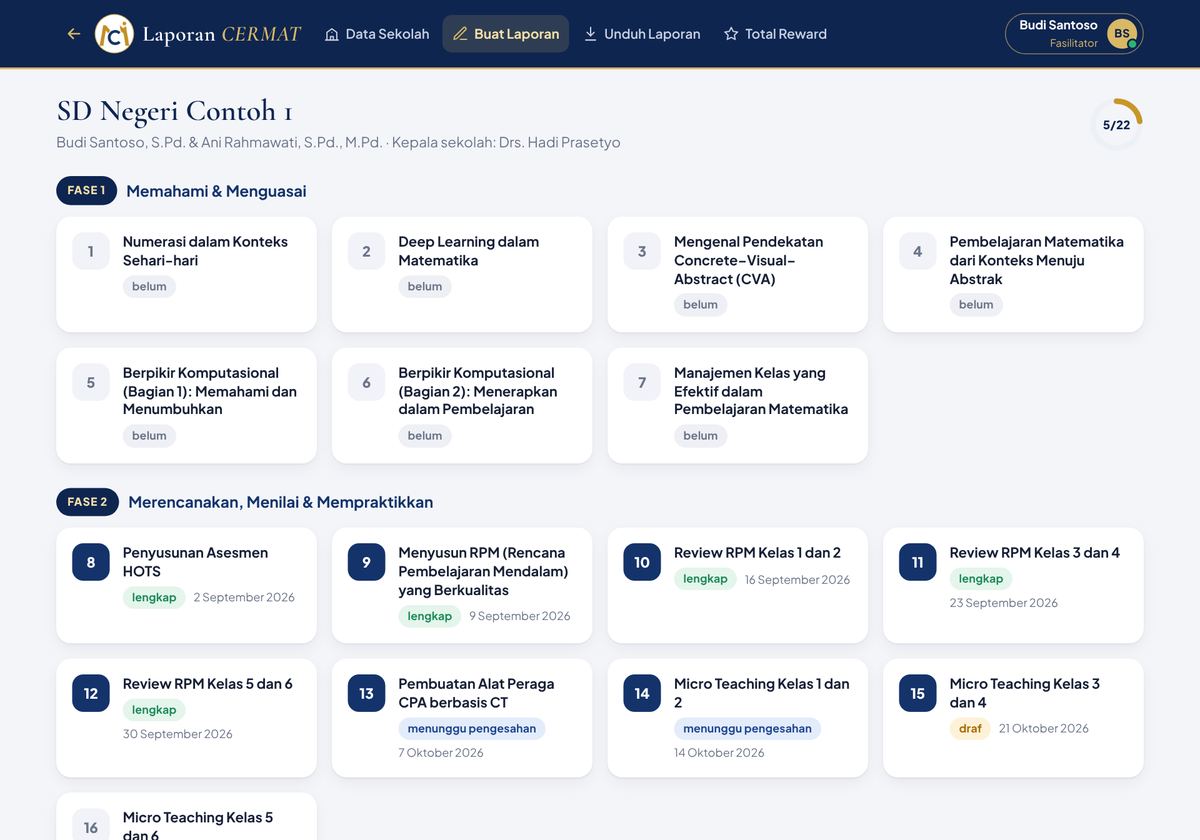 Laporan CERMAT
Data Sekolah
Buat Laporan
Unduh Laporan
Total Reward
Budi Santoso
Fasilitator
BS
SD Negeri Contoh 1
Budi Santoso, S.Pd. & Ani Rahmawati, S.Pd., M.Pd. · Kepala sekolah: Drs. Hadi Prasetyo
5/22
FASE 1 Memahami & Menguasai
1
Numerasi dalam Konteks
Sehari-hari
belum
2
Deep Learning dalam
Matematika
belum
3
Mengenal Pendekatan
Concrete–Visual–
Abstract (CVA)
belum
4
Pembelajaran Matematika
dari Konteks Menuju
Abstrak
belum
5
Berpikir Komputasional
(Bagian 1): Memahami dan
Menumbuhkan
belum
6
Berpikir Komputasional
(Bagian 2): Menerapkan
dalam Pembelajaran
belum
7
Manajemen Kelas yang
Efektif dalam
Pembelajaran Matematika
belum
FASE 2 Merencanakan, Menilai & Mempraktikkan
8
Penyusunan Asesmen
HOTS
lengkap 2 September 2026
9
Menyusun RPM (Rencana
Pembelajaran Mendalam)
yang Berkualitas
lengkap 9 September 2026
10
Review RPM Kelas 1 dan 2
lengkap 16 September 2026
11
Review RPM Kelas 3 dan 4
lengkap
23 September 2026
12
Review RPM Kelas 5 dan 6
lengkap
30 September 2026
13
Pembuatan Alat Peraga
CPA berbasis CT
menunggu pengesahan
7 Oktober 2026
14
Micro Teaching Kelas 1 dan
2
menunggu pengesahan
14 Oktober 2026
15
Micro Teaching Kelas 3
dan 4
draf 21 Oktober 2026
16
Micro Teaching Kelas 5
dan 6